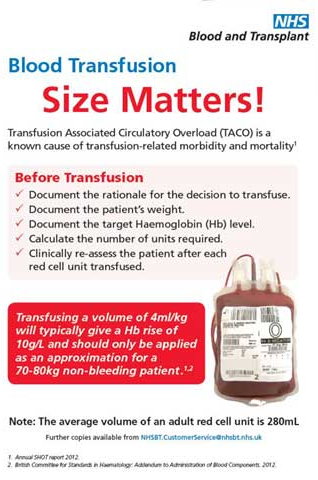 NHS
Blood and Transplant
Blood Transfusion
Size Matters!
Transfusion Associated Circulatory Overload (TACO) is a
known cause of transfusion-related morbidity and mortality1
Before Transfusion
✓ Document the rationale for the decision to transfuse.
✓ Document the patient's weight.
✓ Document the target Haemoglobin (Hb) level.
✓ Calculate the number of units required.
✓ Clinically re-assess the patient after each
red cell unit transfused.
Transfusing a volume of 4ml/kg
will typically give a Hb rise of
10g/L and should only be applied
as an approximation for a
70-80kg non-bleeding patient.1,2
Note: The average volume of an adult red cell unit is 280mL
Further copies available from NHSBT.CustomerService@nhsbt.nhs.uk
1. Annual SHOT report 2012.
2. British Committee for Standards in Haematology: Addendum to Administration of Blood Components. 2012.